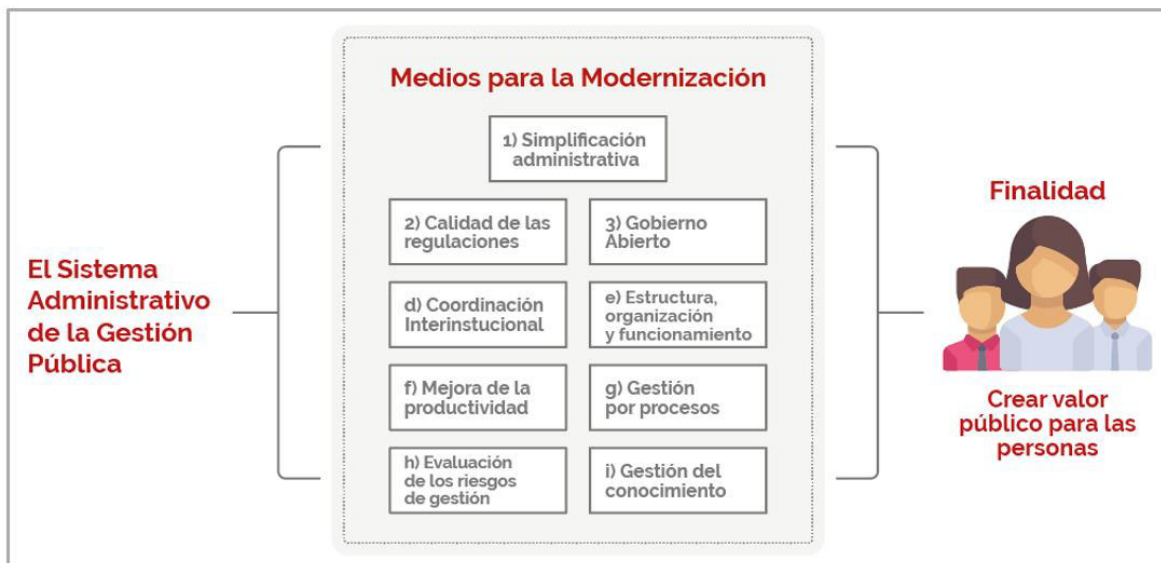 Medios para la Modernización
1) Simplificación
administrativa
2) Calidad de las
regulaciones
3) Gobierno
Abierto
d) Coordinación
Interinstucional
e) Estructura,
organización
y funcionamiento
f) Mejora de la
productividad
g) Gestión
por procesos
h) Evaluación
de los riesgos
de gestión
i) Gestión del
conocimiento
El Sistema
Administrativo
de la Gestión
Pública
Finalidad
Crear valor
público para las
personas